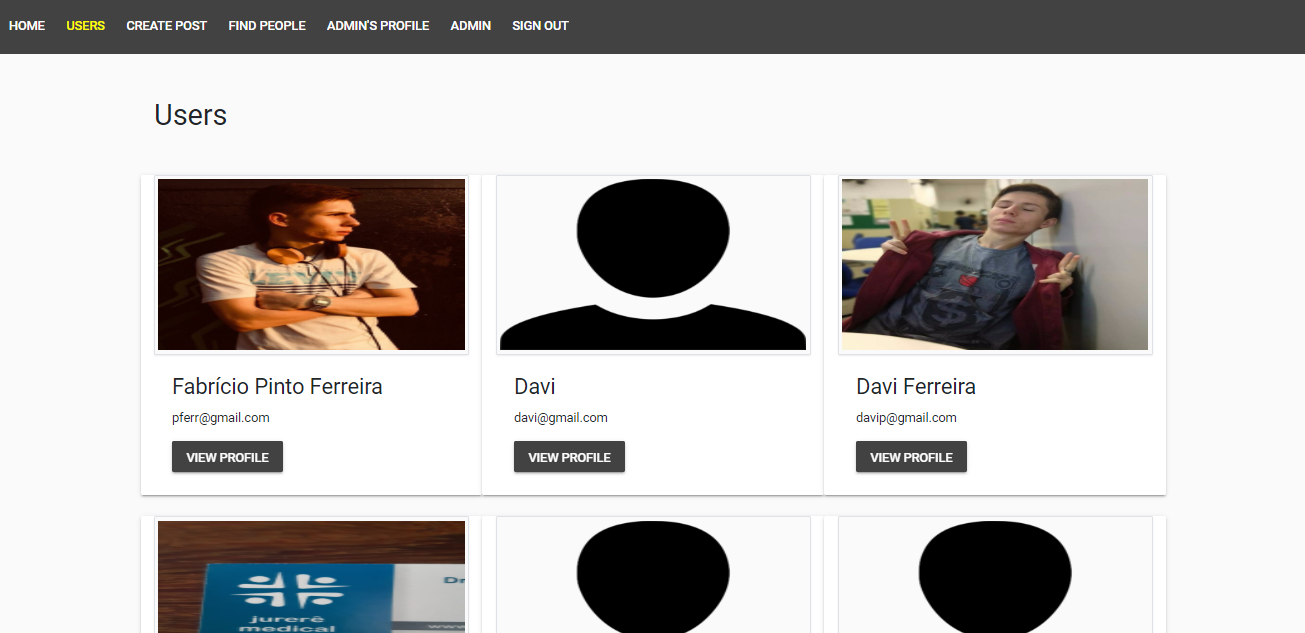 HOME USERS CREATE POST FIND PEOPLE ADMIN'S PROFILE ADMIN SIGN OUT
Users
Fabrício Pinto Ferreira
pferr@gmail.com
VIEW PROFILE
Davi
davi@gmail.com
VIEW PROFILE
Davi Ferreira
davip@gmail.com
VIEW PROFILE
jurerê
medical